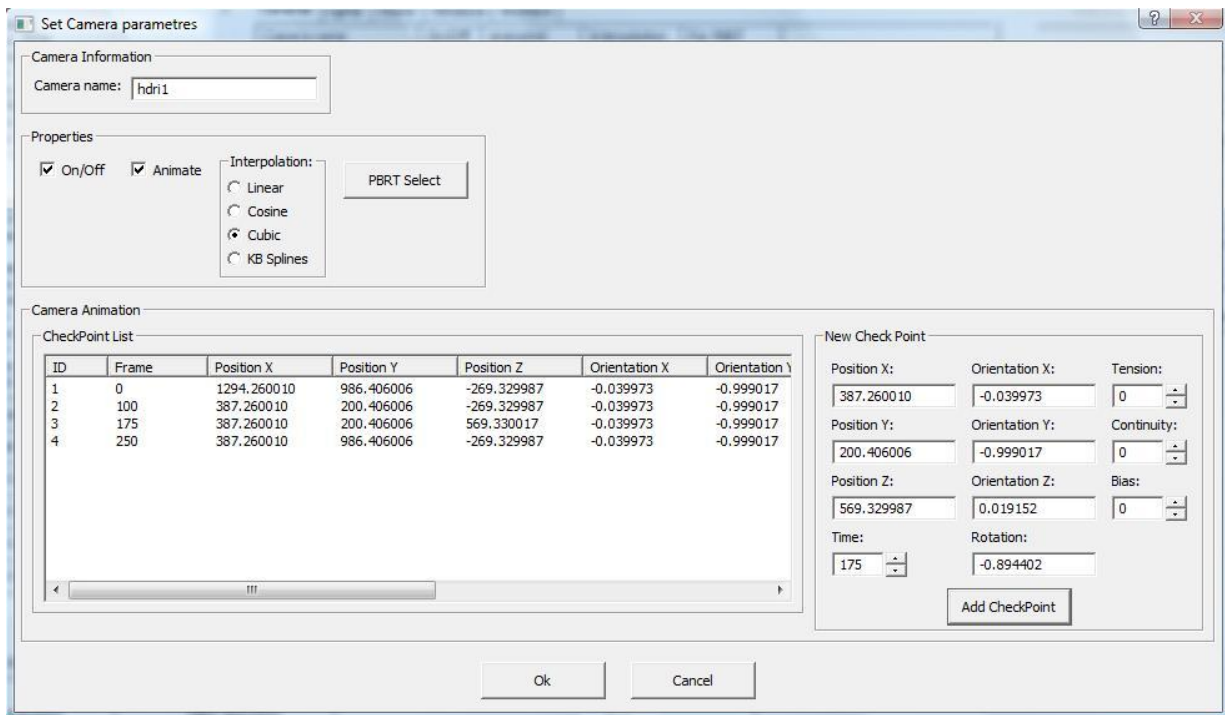 Set Camera parametres
?
X
Camera Information
Camera name: hdri1
Properties
On/Off
Animate
Interpolation:
Linear
Cosine
Cubic
KB Splines
PBRT Select
Camera Animation
CheckPoint List
ID Frame Position X Position Y Position Z Orientation X Orientation Y
1 0 1294.260010 986.406006 -269.329987 -0.039973 -0.999017
2 100 387.260010 200.406006 -269.329987 -0.039973 -0.999017
3 175 387.260010 200.406006 569.330017 -0.039973 -0.999017
4 250 387.260010 986.406006 -269.329987 -0.039973 -0.999017
New Check Point
Position X: Orientation X: Tension:
387.260010 -0.039973 0
Position Y: Orientation Y: Continuity:
200.406006 -0.999017 0
Position Z: Orientation Z: Bias:
569.329987 0.019152 0
Time: Rotation:
175 -0.894402
Add CheckPoint
Ok
Cancel